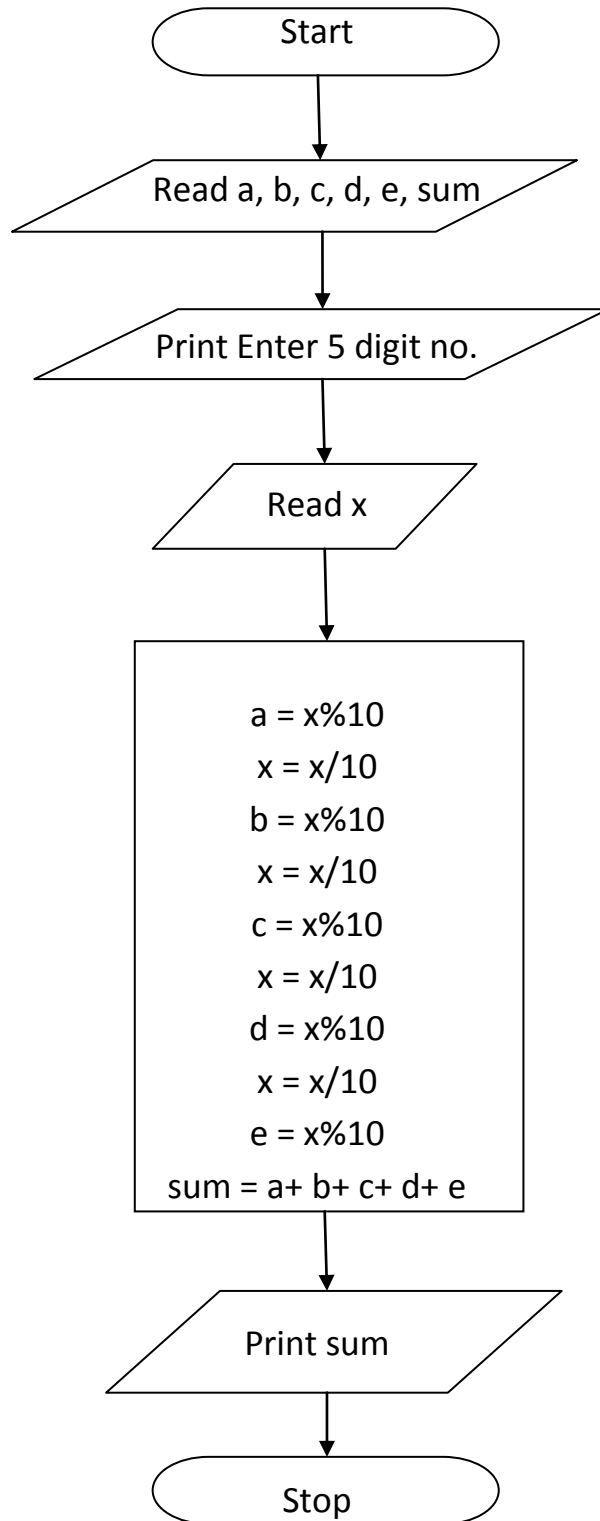 Start
Read a, b, c, d, e, sum
Print Enter 5 digit no.
Read x
a = x%10
x = x/10
b = x%10
x = x/10
c = x%10
x = x/10
d = x%10
x = x/10
e = x%10
sum = a+ b+ c+ d+ e
Print sum
Stop